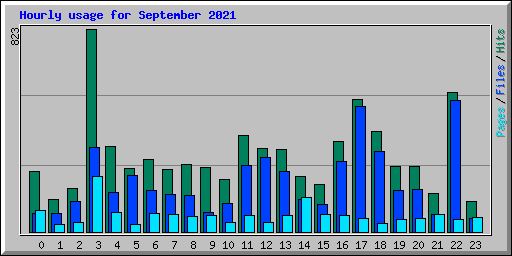 Hourly usage for September 2021
823
Pages / Files / Hits
0 1 2 3 4 5 6 7 8 9 10 11 12 13 14 15 16 17 18 19 20 21 22 23